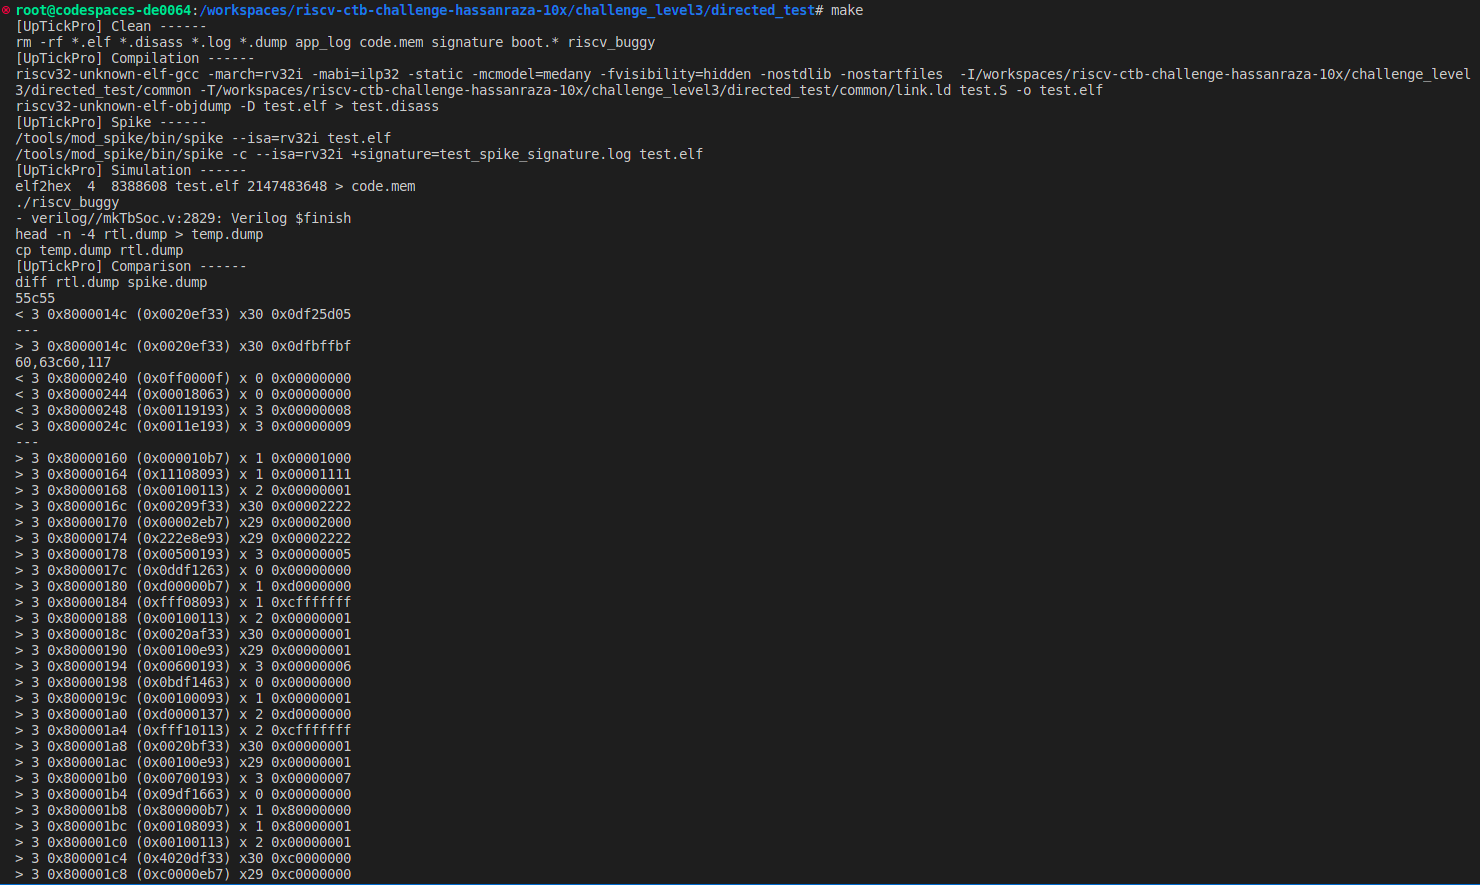 root@codespaces-de0064:/workspaces/riscv-ctb-challenge-hassanraza-10x/challenge_level3/directed_test# make
[UpTickPro] Clean ------
rm -rf *.elf *.disass *.log *.dump app_log code.mem signature boot.* riscv_buggy
[UpTickPro] Compilation ------
riscv32-unknown-elf-gcc -march=rv32i -mabi=ilp32 -static -mcmodel=medany -fvisibility=hidden -nostdlib -nostartfiles  -I/workspaces/riscv-ctb-challenge-hassanraza-10x/challenge_level
3/directed_test/common -T/workspaces/riscv-ctb-challenge-hassanraza-10x/challenge_level3/directed_test/common/link.ld test.S -o test.elf
riscv32-unknown-elf-objdump -D test.elf > test.disass
[UpTickPro] Spike ------
/tools/mod_spike/bin/spike --isa=rv32i test.elf
/tools/mod_spike/bin/spike -c --isa=rv32i +signature=test_spike_signature.log test.elf
[UpTickPro] Simulation ------
elf2hex  4  8388608 test.elf 2147483648 > code.mem
./riscv_buggy
- verilog//mkTbSoc.v:2829: Verilog $finish
head -n -4 rtl.dump > temp.dump
cp temp.dump rtl.dump
[UpTickPro] Comparison ------
diff rtl.dump spike.dump
55c55
< 3 0x8000014c (0x0020ef33) x30 0x0df25d05
---
> 3 0x8000014c (0x0020ef33) x30 0x0dfbffbf
60,63c60,117
< 3 0x80000240 (0x0ff0000f) x 0 0x00000000
< 3 0x80000244 (0x00018063) x 0 0x00000000
< 3 0x80000248 (0x00119193) x 3 0x00000008
< 3 0x8000024c (0x0011e193) x 3 0x00000009
---
> 3 0x80000160 (0x000010b7) x 1 0x00001000
> 3 0x80000164 (0x11108093) x 1 0x00001111
> 3 0x80000168 (0x00100113) x 2 0x00000001
> 3 0x8000016c (0x00209f33) x30 0x00002222
> 3 0x80000170 (0x00002eb7) x29 0x00002000
> 3 0x80000174 (0x222e8e93) x29 0x00002222
> 3 0x80000178 (0x00500193) x 3 0x00000005
> 3 0x8000017c (0x0ddf1263) x 0 0x00000000
> 3 0x80000180 (0xd00000b7) x 1 0xd0000000
> 3 0x80000184 (0xfff08093) x 1 0xcfffffff
> 3 0x80000188 (0x00100113) x 2 0x00000001
> 3 0x8000018c (0x0020af33) x30 0x00000001
> 3 0x80000190 (0x00100e93) x29 0x00000001
> 3 0x80000194 (0x00600193) x 3 0x00000006
> 3 0x80000198 (0x0bdf1463) x 0 0x00000000
> 3 0x8000019c (0x00100093) x 1 0x00000001
> 3 0x800001a0 (0xd0000137) x 2 0xd0000000
> 3 0x800001a4 (0xfff10113) x 2 0xcfffffff
> 3 0x800001a8 (0x0020bf33) x30 0x00000001
> 3 0x800001ac (0x00100e93) x29 0x00000001
> 3 0x800001b0 (0x00700193) x 3 0x00000007
> 3 0x800001b4 (0x09df1663) x 0 0x00000000
> 3 0x800001b8 (0x800000b7) x 1 0x80000000
> 3 0x800001bc (0x00108093) x 1 0x80000001
> 3 0x800001c0 (0x00100113) x 2 0x00000001
> 3 0x800001c4 (0x4020df33) x30 0xc0000000
> 3 0x800001c8 (0xc0000eb7) x29 0xc0000000